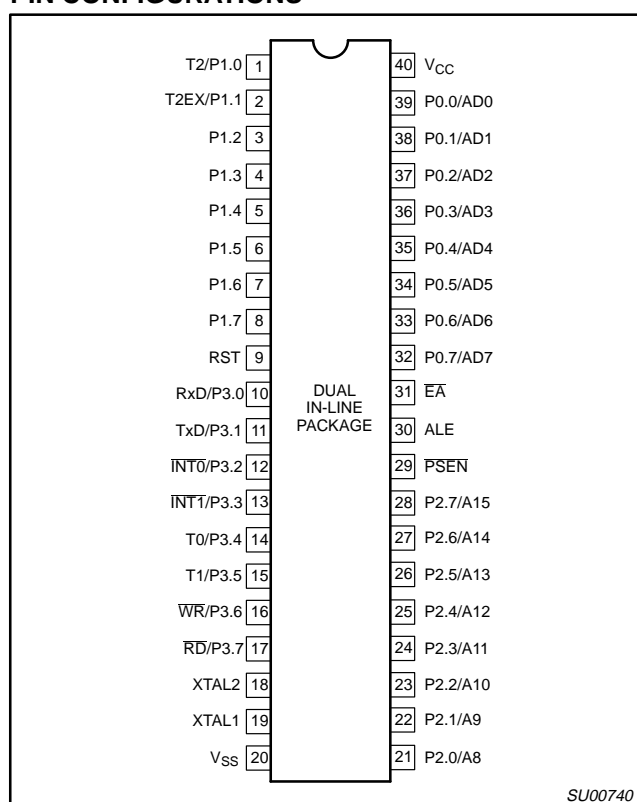 PIN CONFIGURATIONS
T2/P1.0 1
T2EX/P1.1 2
P1.2 3
P1.3 4
P1.4 5
P1.5 6
P1.6 7
P1.7 8
RST 9
RxD/P3.0 10
TxD/P3.1 11
I̅N̅T̅0̅/P3.2 12
I̅N̅T̅1̅/P3.3 13
T0/P3.4 14
T1/P3.5 15
W̅R̅/P3.6 16
R̅D̅/P3.7 17
XTAL2 18
XTAL1 19
VSS 20
DUAL
IN-LINE
PACKAGE
40 VCC
39 P0.0/AD0
38 P0.1/AD1
37 P0.2/AD2
36 P0.3/AD3
35 P0.4/AD4
34 P0.5/AD5
33 P0.6/AD6
32 P0.7/AD7
31 E̅A̅
30 ALE
29 P̅S̅E̅N̅
28 P2.7/A15
27 P2.6/A14
26 P2.5/A13
25 P2.4/A12
24 P2.3/A11
23 P2.2/A10
22 P2.1/A9
21 P2.0/A8
SU00740